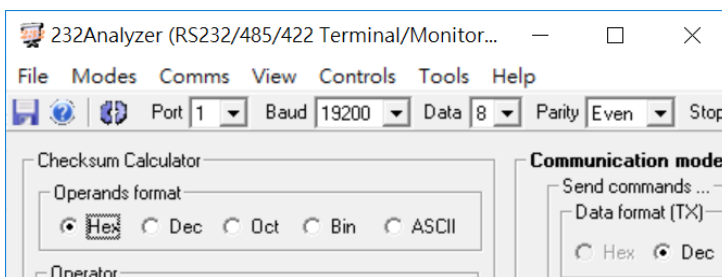 232Analyzer (RS232/485/422 Terminal/Monitor...
File Modes Comms View Controls Tools Help
Port 1 Baud 19200 Data 8 Parity Even Stop
Checksum Calculator
Operands format
Hex Dec Oct Bin ASCII
Operator
Communication mode
Send commands ...
Data format (TX)
Hex Dec